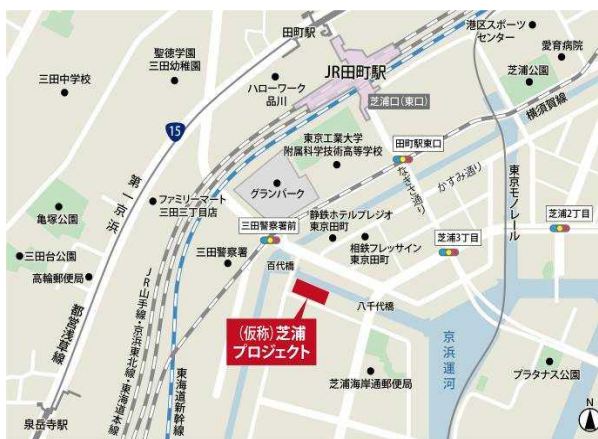 田町駅
港区スポーツ
センター
愛育病院
聖徳学園
三田幼稚園
JR田町駅
三田中学校
ハローワーク
品川
芝浦公園
芝浦口(東口)
横須賀線
15
東京工業大学
附属科学技術高等学校
田町駅東口
第一京浜
グランパーク
なぎさ通り
かすみ通り
東京モノレール
ファミリーマート
三田三丁目店
亀塚公園
三田警察署前
静鉄ホテルプレジオ
東京田町
芝浦2丁目
三田台公園
三田警察署
相鉄フレッサイン
東京田町
芝浦3丁目
高輪郵便局
百代橋
JR山手線・京浜東北線・東海道本線
八千代橋
(仮称)芝浦
プロジェクト
京浜運河
都営浅草線
東海道新幹線
芝浦海岸通郵便局
プラタナス公園
泉岳寺駅
N